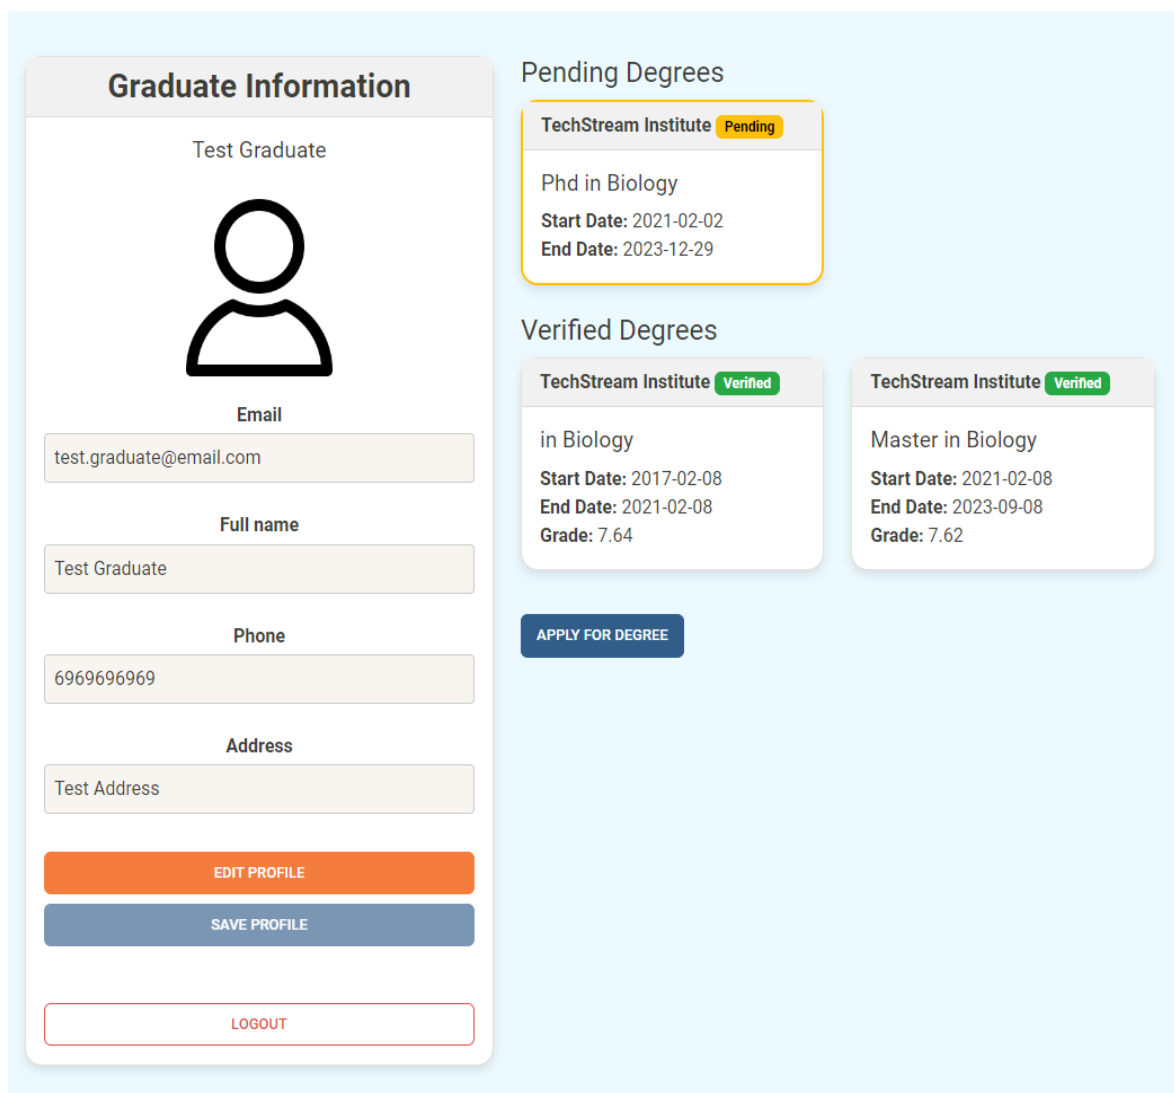 Graduate Information
Test Graduate
Email
test.graduate@email.com
Full name
Test Graduate
Phone
6969696969
Address
Test Address
EDIT PROFILE
SAVE PROFILE
LOGOUT
Pending Degrees
TechStream Institute Pending
Phd in Biology
Start Date: 2021-02-02
End Date: 2023-12-29
Verified Degrees
TechStream Institute Verified
in Biology
Start Date: 2017-02-08
End Date: 2021-02-08
Grade: 7.64
TechStream Institute Verified
Master in Biology
Start Date: 2021-02-08
End Date: 2023-09-08
Grade: 7.62
APPLY FOR DEGREE